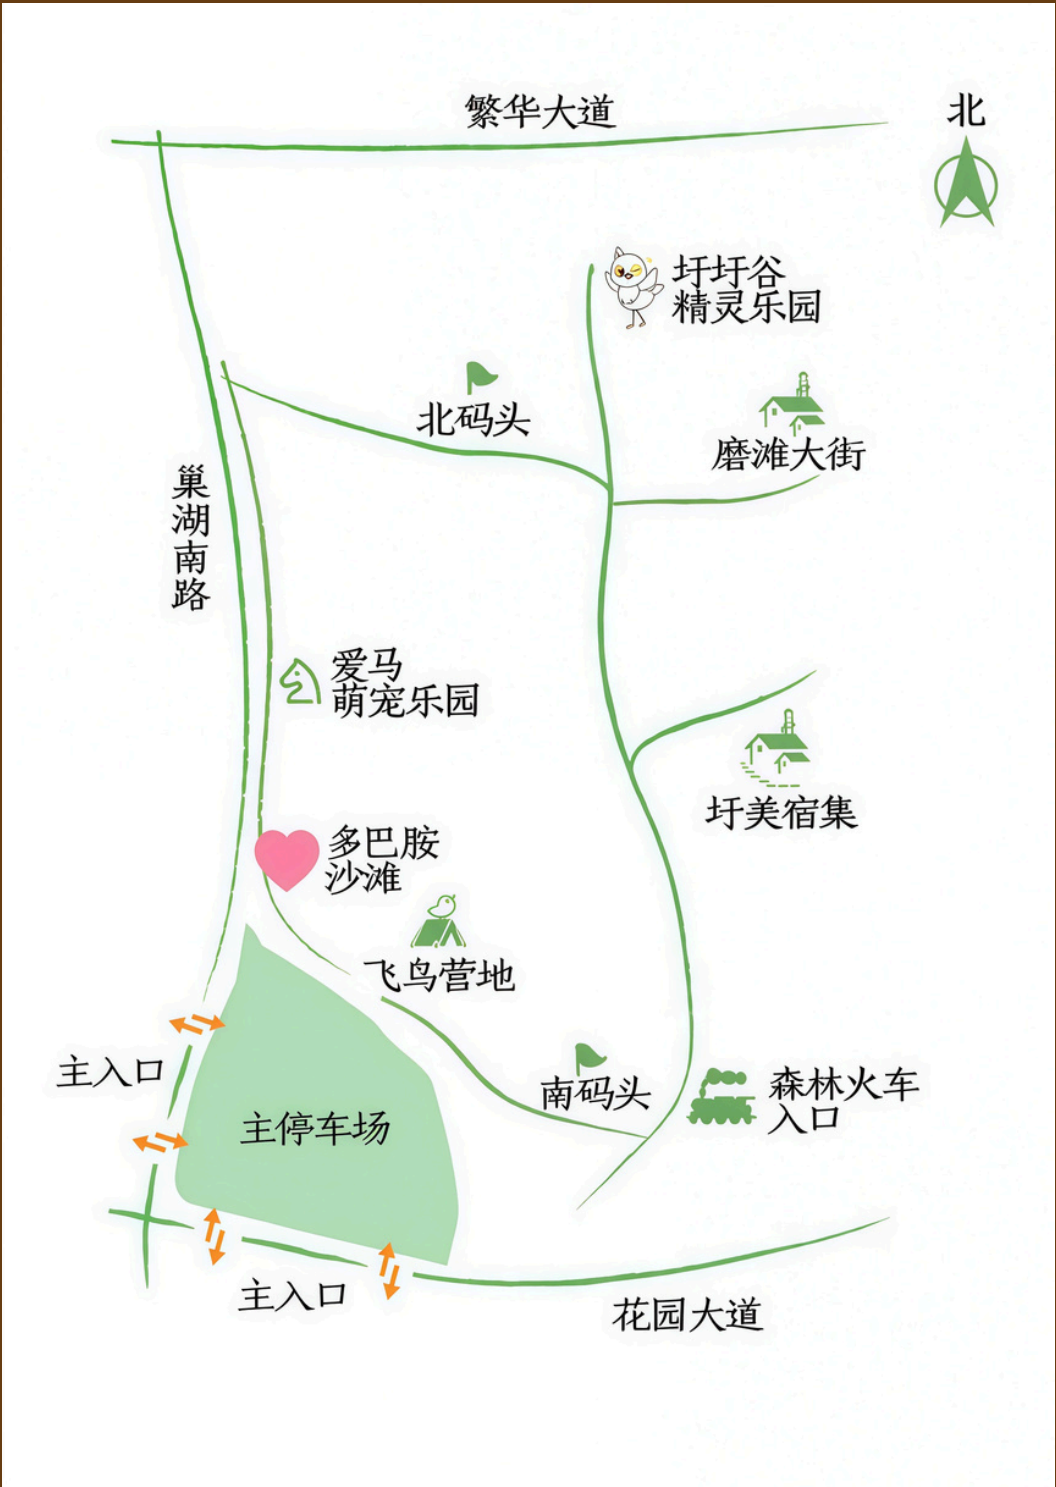 繁华大道
北
圩圩谷
精灵乐园
北码头
磨滩大街
巢湖南路
爱马
萌宠乐园
圩美宿集
多巴胺
沙滩
飞鸟营地
主入口
南码头
森林火车
入口
主停车场
主入口
花园大道